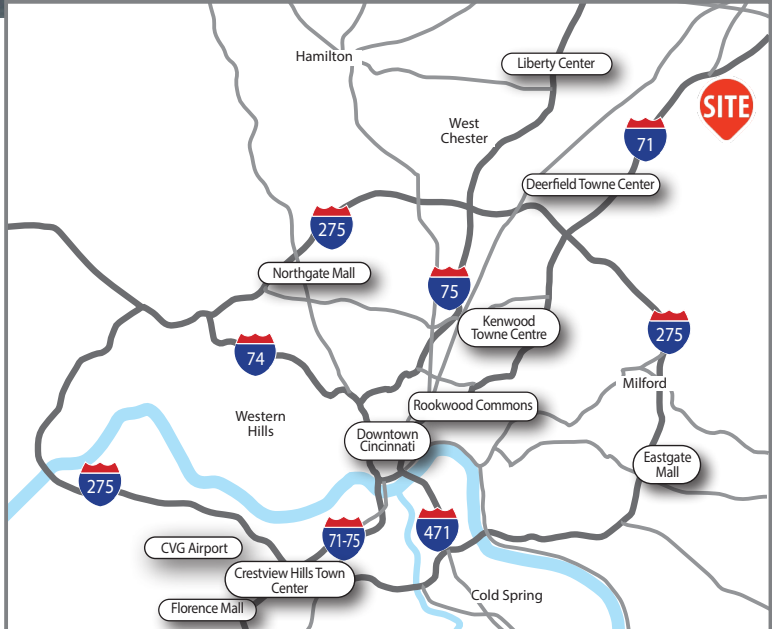 Hamilton
Liberty Center
SITE
West
Chester
71
Deerfield Towne Center
275
Northgate Mall
75
Kenwood
Towne Centre
275
74
Milford
Rookwood Commons
Western
Hills
Downtown
Cincinnati
Eastgate
Mall
275
71-75
471
CVG Airport
Crestview Hills Town
Center
Cold Spring
Florence Mall